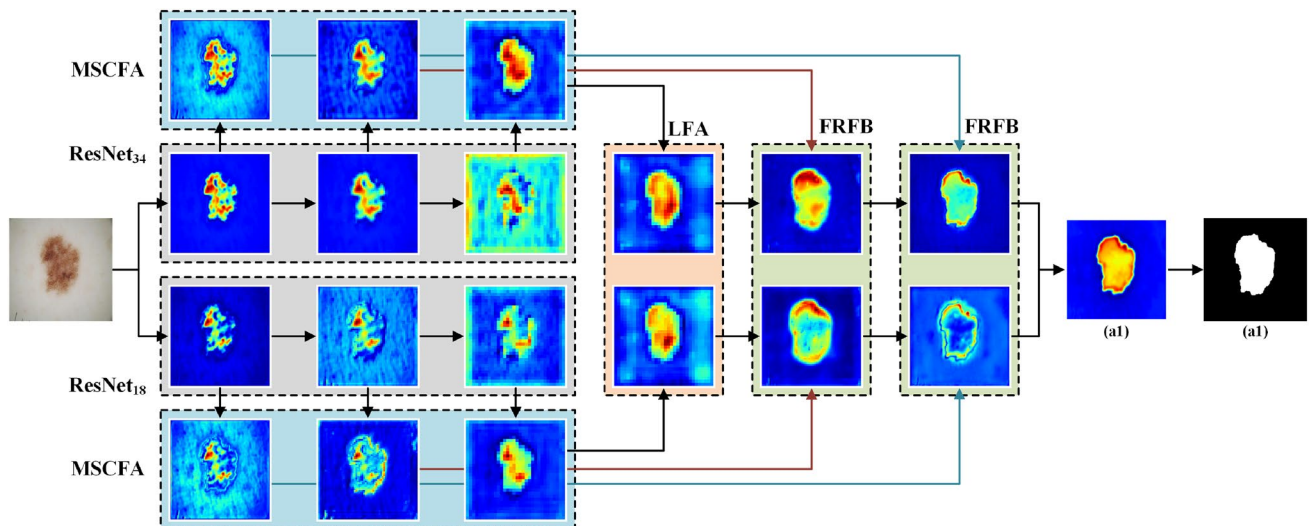 MSCFA
LFA
FRFB
FRFB
ResNet34
(a1)
(a1)
ResNet18
MSCFA